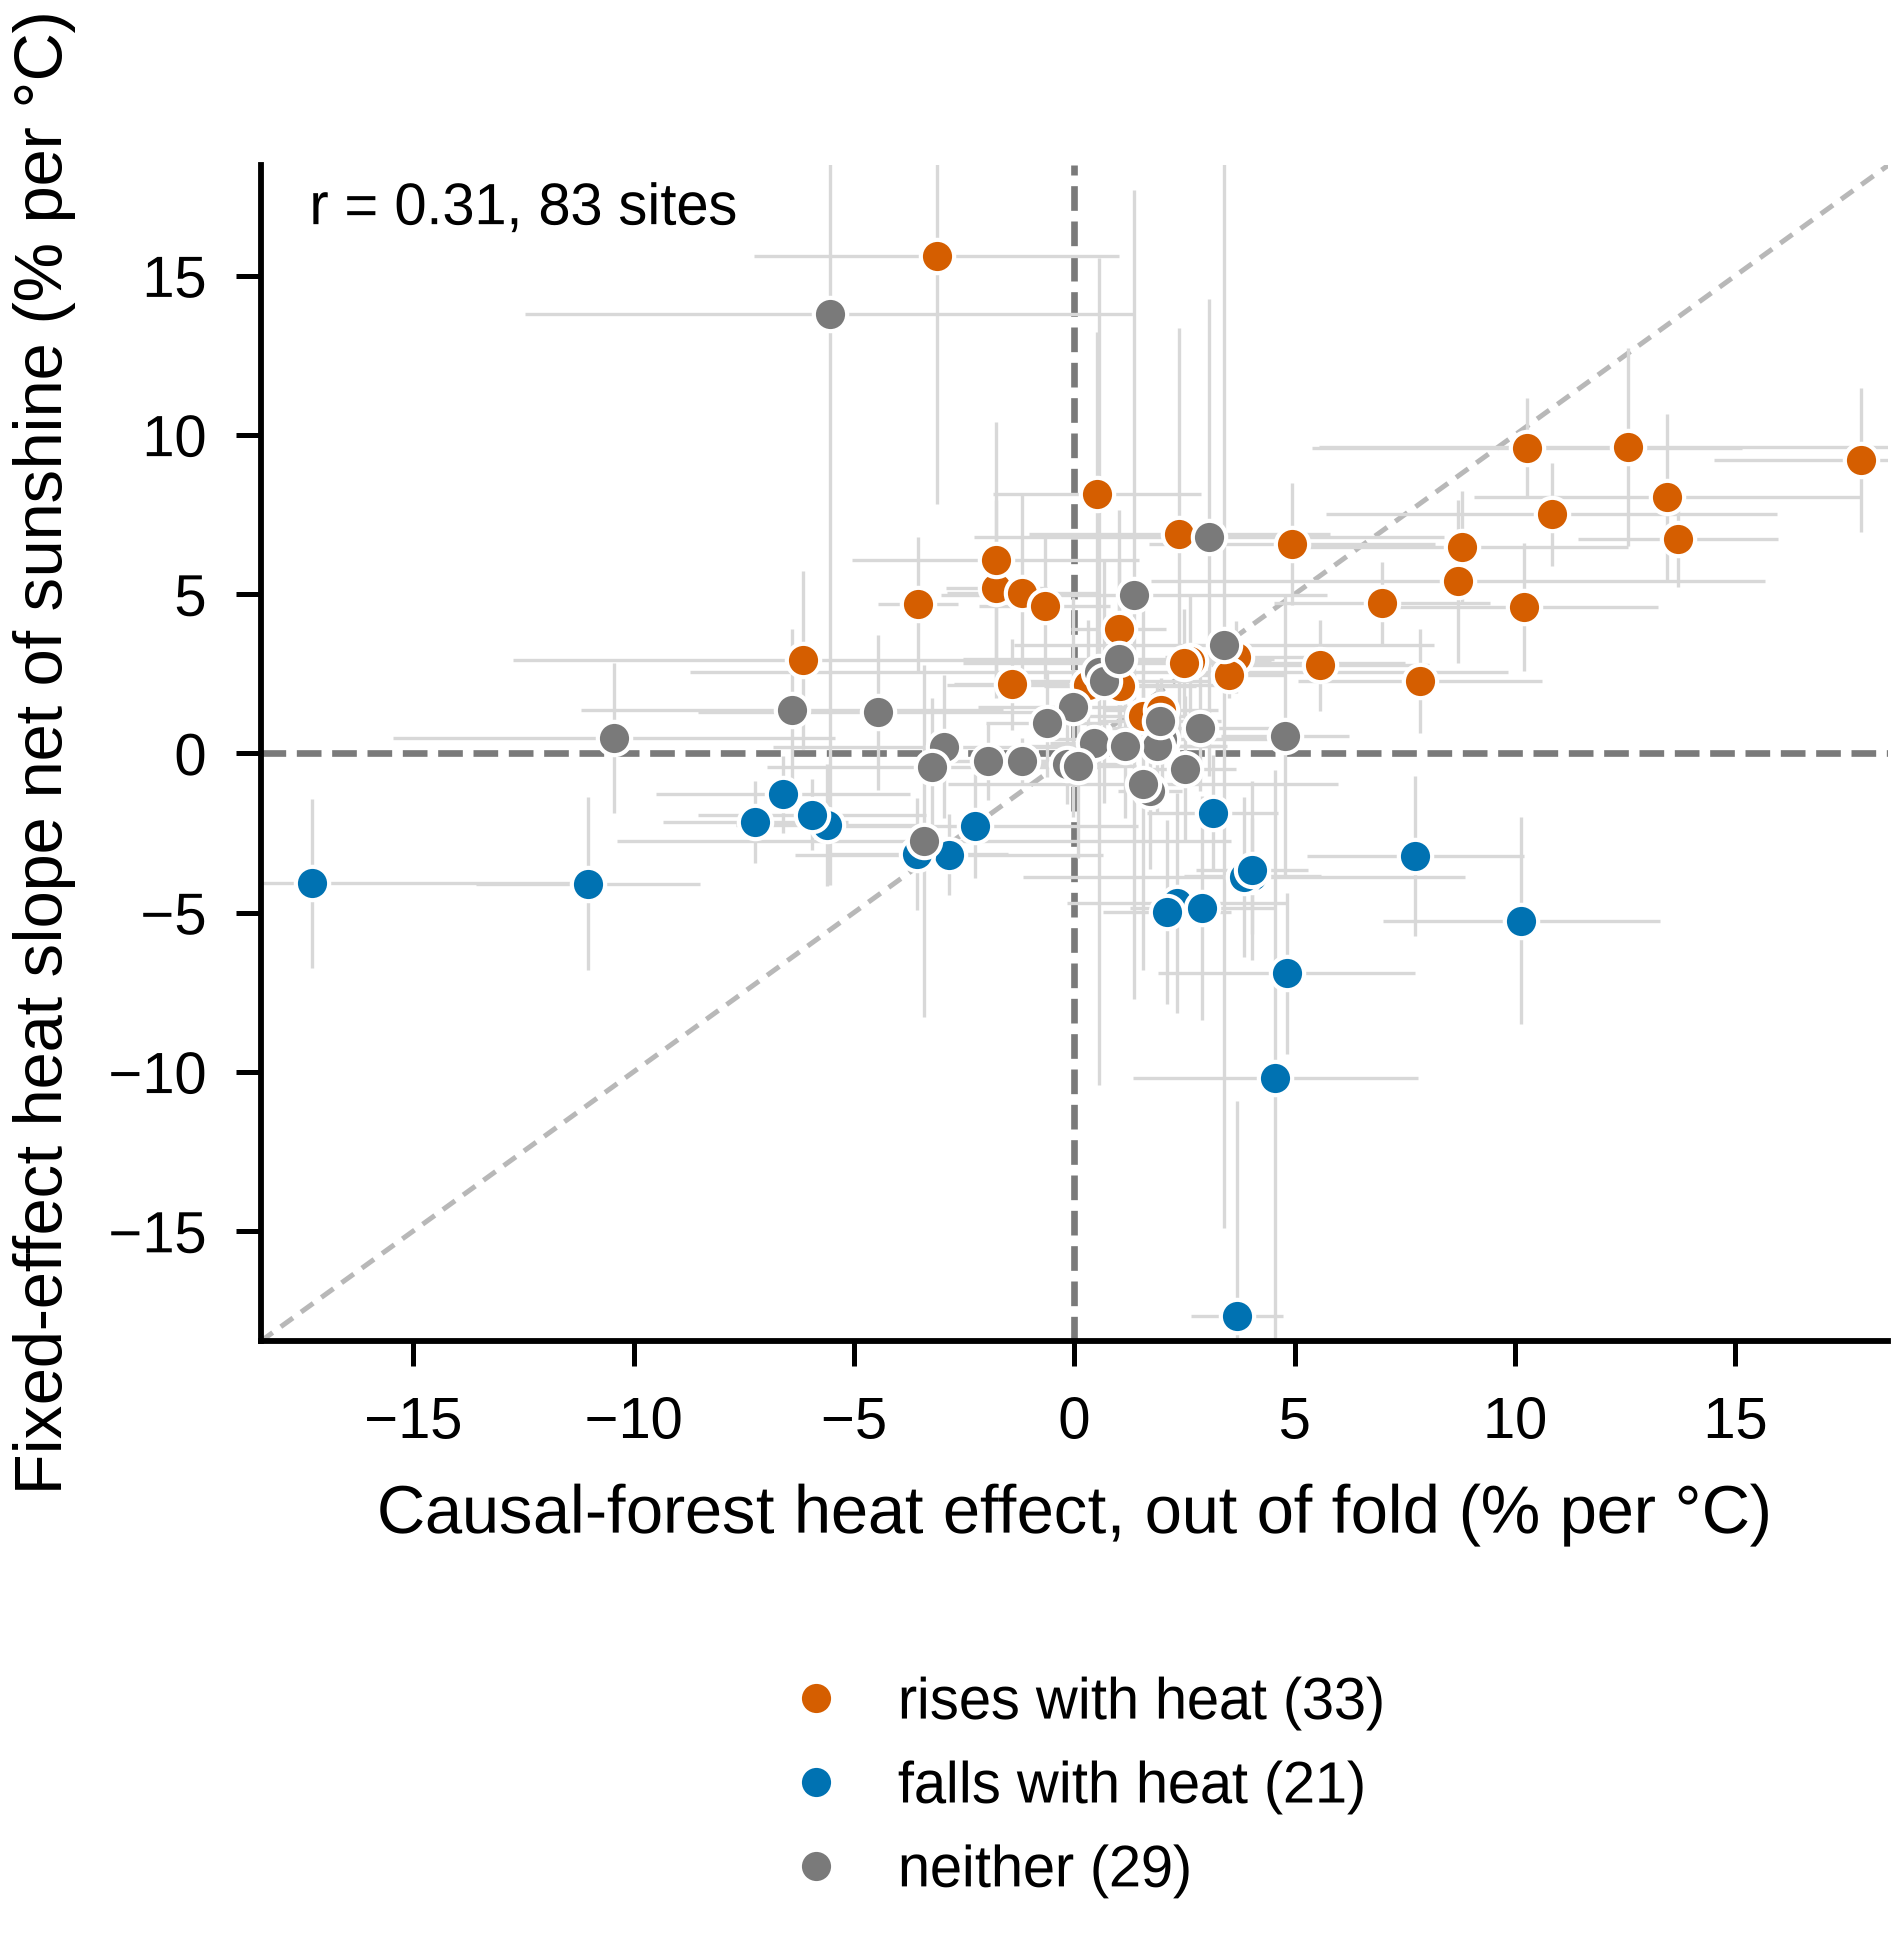 Fixed-effect heat slope net of sunshine (% per °C)
r = 0.31, 83 sites
15
10
5
0
−5
−10
−15
−15
−10
−5
0
5
10
15
Causal-forest heat effect, out of fold (% per °C)
rises with heat (33)
falls with heat (21)
neither (29)